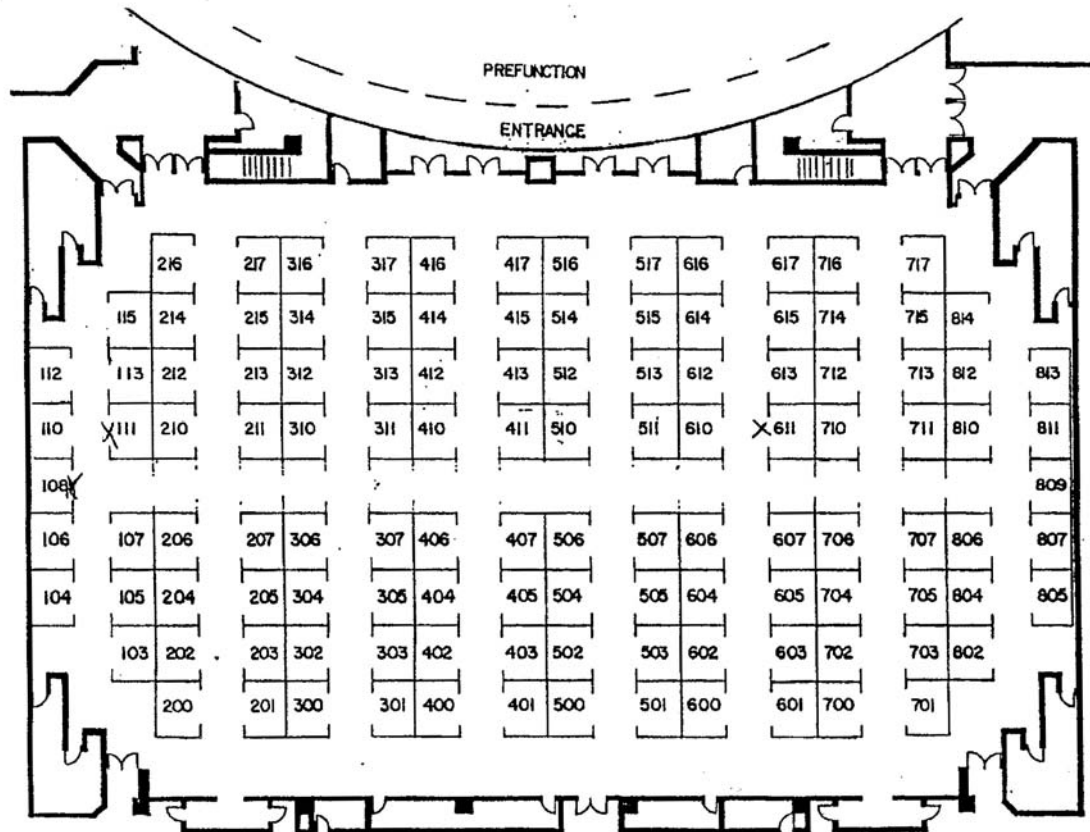 PREFUNCTION
ENTRANCE
216 217 316 317 416 417 516 517 616 617 716 717
115 214 215 314 315 414 415 514 515 614 615 714 715 814
112 113 212 213 312 313 412 413 512 513 612 613 712 713 812 813
110 X 111 210 211 310 311 410 411 510 511 610 X 611 710 711 810 811
108 X 809
106 107 206 207 306 307 406 407 506 507 606 607 706 707 806 807
104 105 204 205 304 305 404 405 504 505 604 605 704 705 804 805
103 202 203 302 303 402 403 502 503 602 603 702 703 802
200 201 300 301 400 401 500 501 600 601 700 701